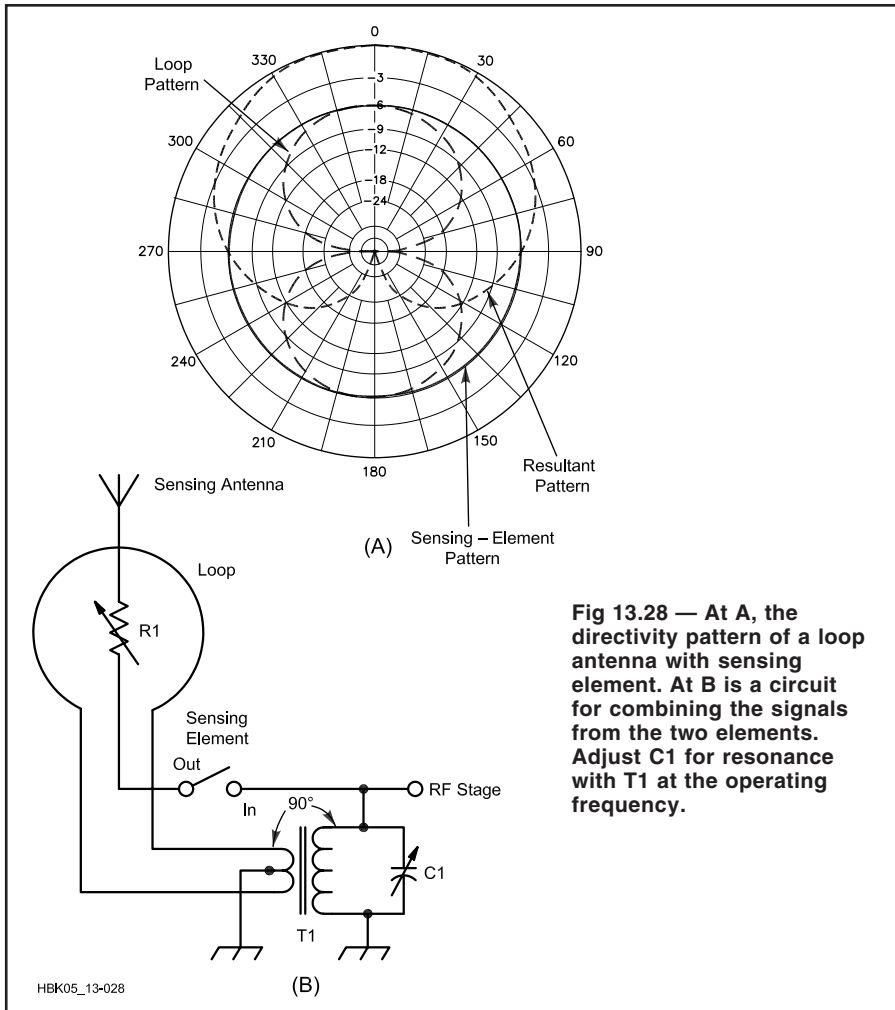 0
330
30
Loop
Pattern
-3
300
-6
60
-9
-12
-18
-24
270
90
240
120
210
150
180
Resultant
Pattern
Sensing Antenna
(A)
Sensing – Element
Pattern
Loop
R1
Fig 13.28 — At A, the
directivity pattern of a loop
antenna with sensing
element. At B is a circuit
for combining the signals
from the two elements.
Adjust C1 for resonance
with T1 at the operating
frequency.
Sensing
Element
Out
In
RF Stage
90°
C1
T1
HBK05_13-028
(B)